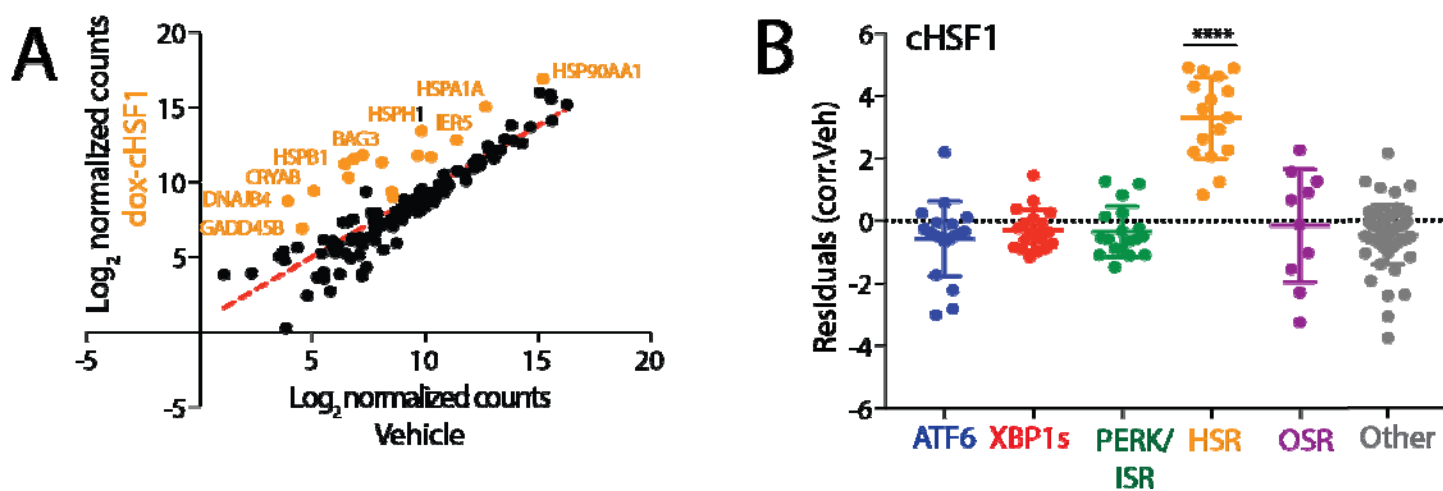 A
Log2 normalized counts
dox-cHSF1
20
15
10
5
-5
-5
5
10
15
20
HSP90AA1
HSPA1A
HSPH1
IER5
BAG3
HSPB1
CRYAB
DNAJB4
GADD45B
Log2 normalized counts
Vehicle
B
cHSF1
****
Residuals (corr.Veh)
6
4
2
0
-2
-4
-6
ATF6
XBP1s
PERK/
ISR
HSR
OSR
Other